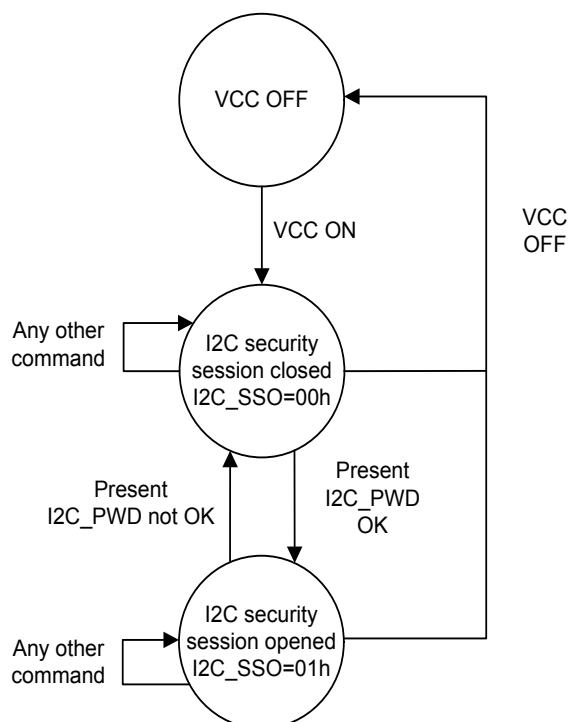 VCC OFF
VCC ON
VCC
OFF
Any other
command
I2C security
session closed
I2C_SSO=00h
Present
I2C_PWD not OK
Present
I2C_PWD
OK
Any other
command
I2C security
session opened
I2C_SSO=01h